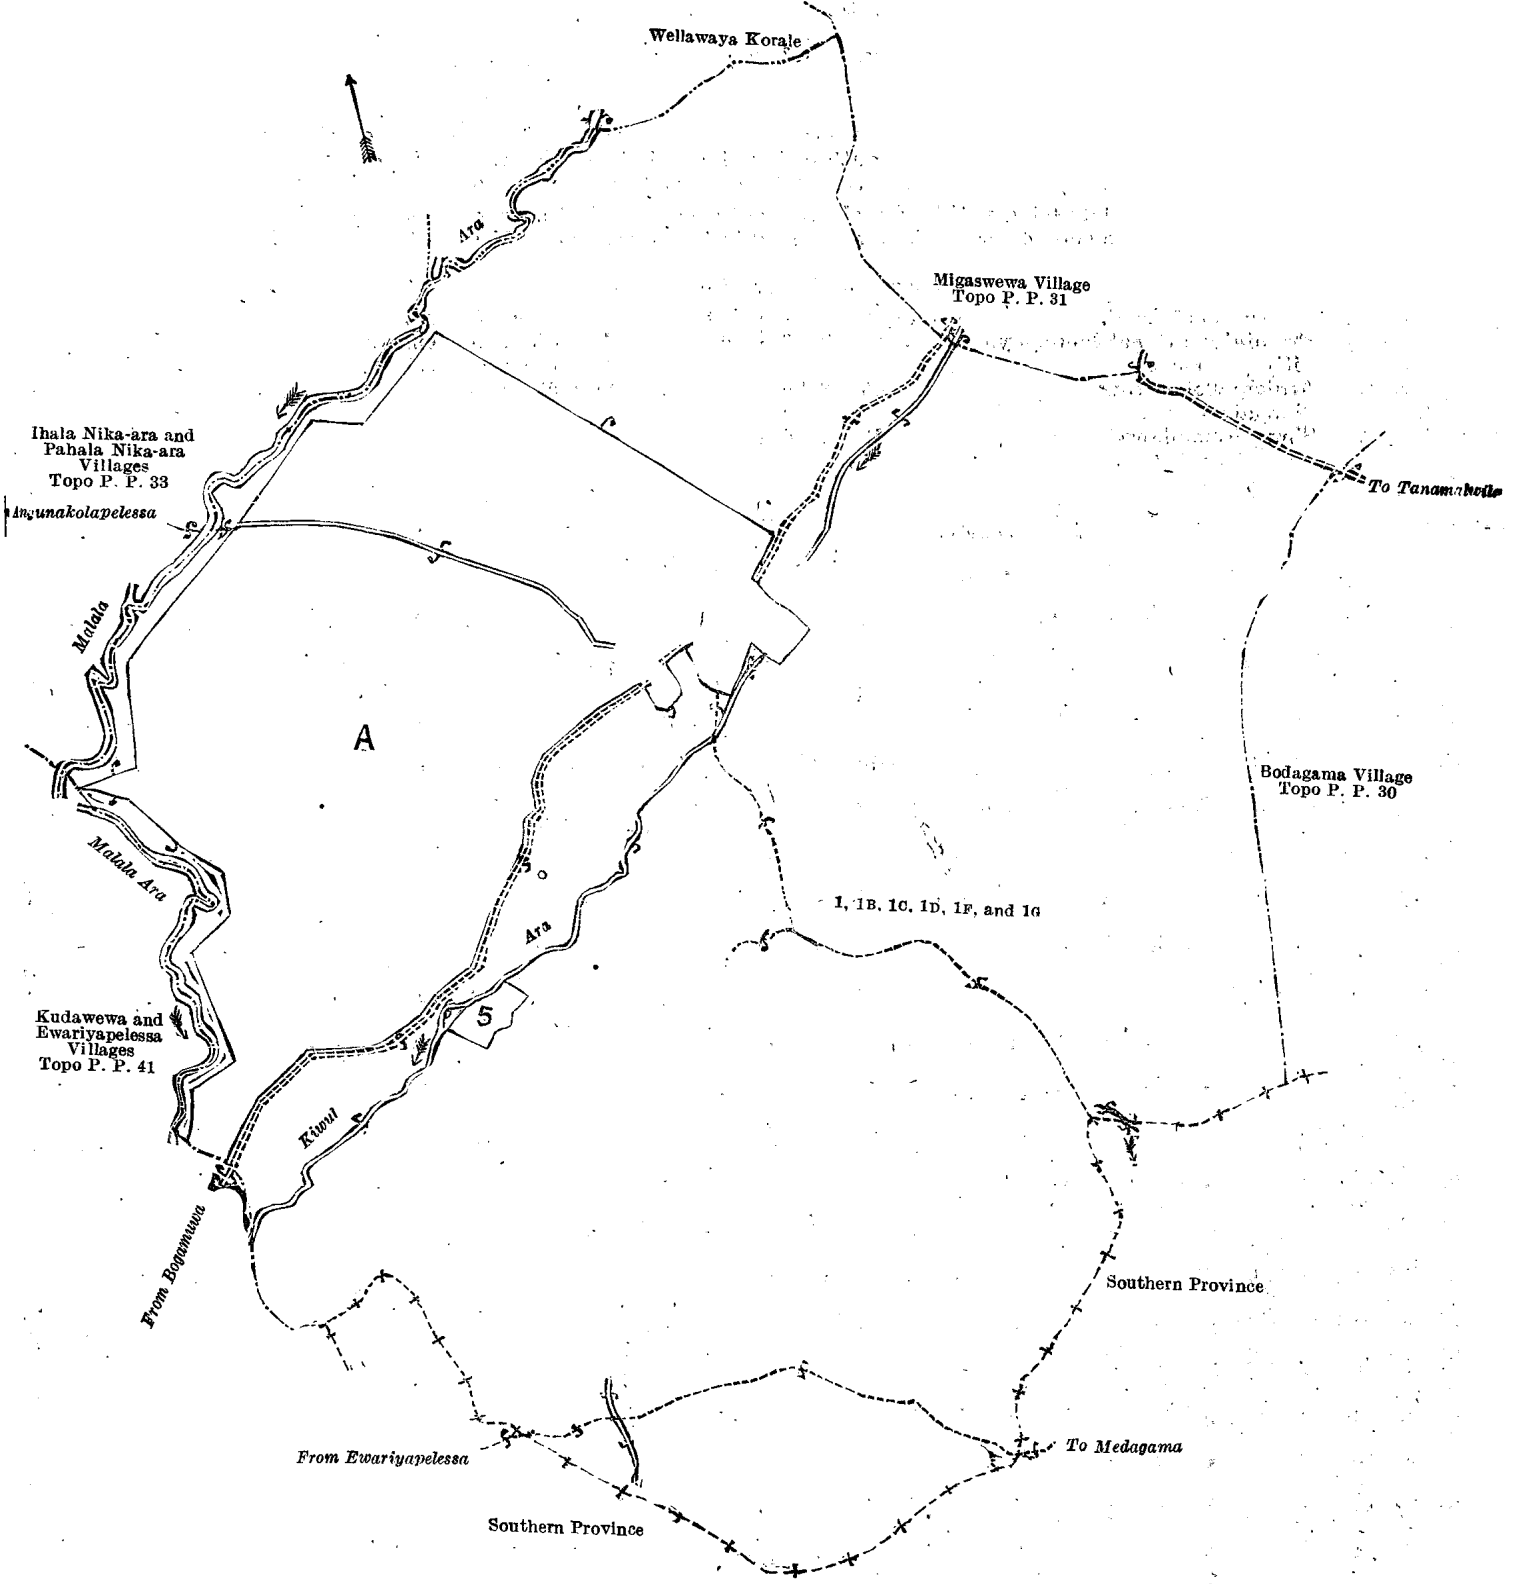 Wellawaya Korale
Ara
Migaswewa Village
Topo P. P. 31
Ihala Nika-ara and
Pahala Nika-ara
Villages
Topo P. P. 33
Angunakolapelessa
To
Malala
A
Bodagama Village
Topo P. P. 30
Malala Ara
1, 1B, 1C, 1D, 1F, and 1G
Ara
5
Kudawewa and
Ewariyapelessa
Villages
Topo P. P. 41
Kiwul
From Bogamuwa
Southern Province
From Ewariyapelessa
To Medagama
Southern Province